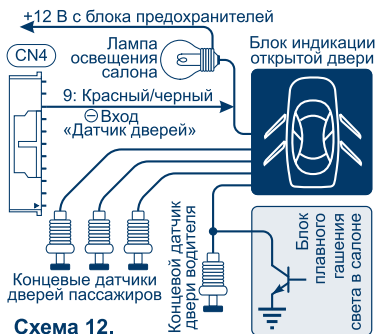 +12 В с блока предохранителей
CN4
Лампа
освещения
салона
Блок индикации
открытой двери
9: Красный/черный
⊖Вход
«Датчик дверей»
Концевые датчики
дверей пассажиров
Концевой датчик
двери водителя
Блок
плавного
гашения
света в салоне
Схема 12.